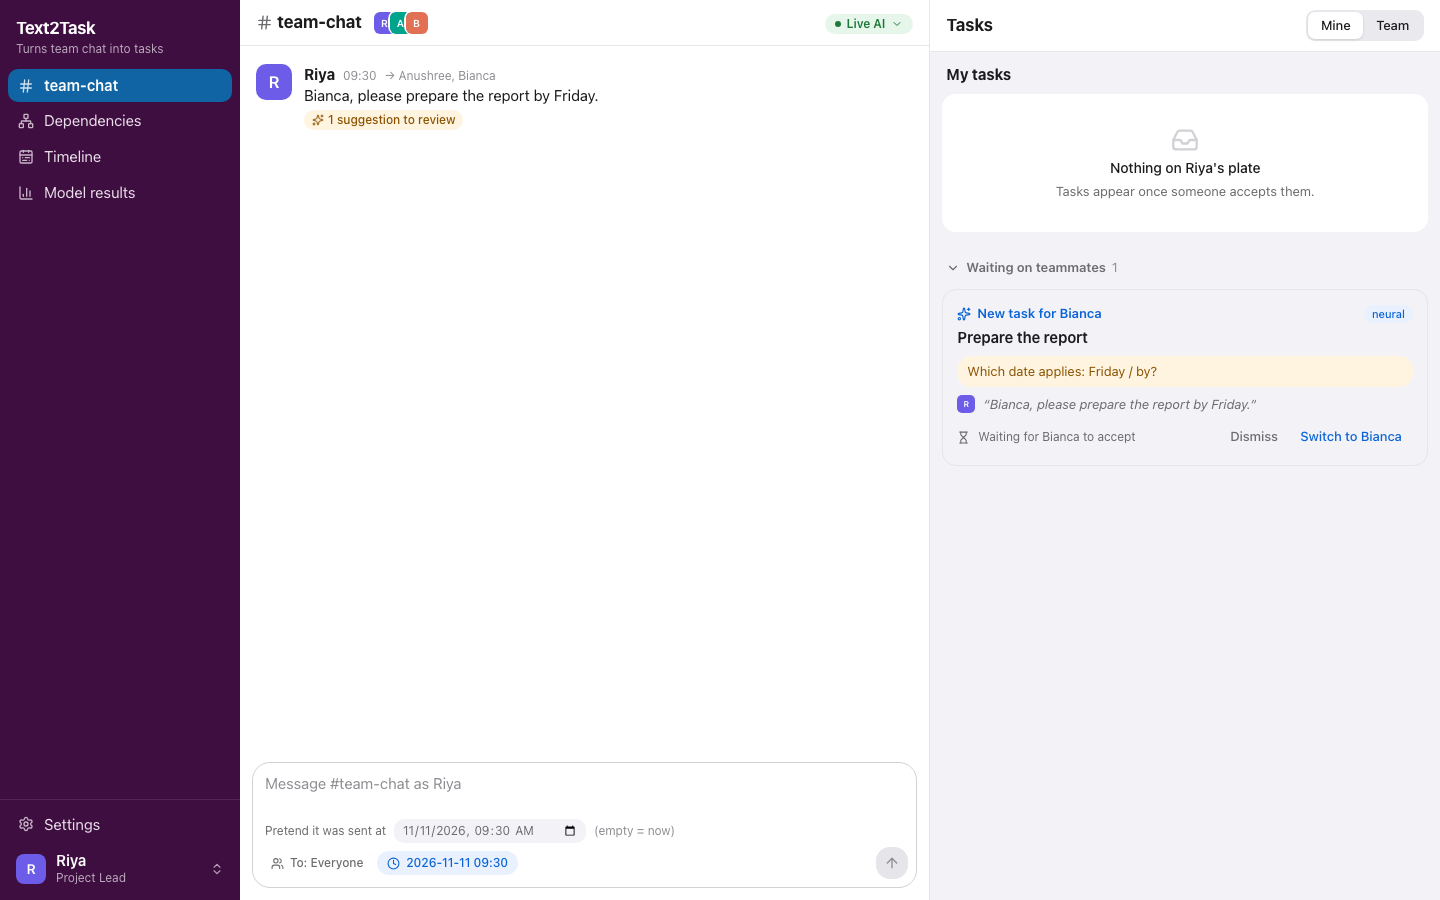 Text2Task
Turns team chat into tasks
# team-chat
Dependencies
Timeline
Model results
Settings
R
Riya
Project Lead
# team-chat
R A B
Live AI
R
Riya 09:30 → Anushree, Bianca
Bianca, please prepare the report by Friday.
1 suggestion to review
Message #team-chat as Riya
Pretend it was sent at 11/11/2026, 09:30 AM (empty = now)
To: Everyone 2026-11-11 09:30
Tasks
Mine Team
My tasks
Nothing on Riya's plate
Tasks appear once someone accepts them.
Waiting on teammates 1
New task for Bianca neural
Prepare the report
Which date applies: Friday / by?
R “Bianca, please prepare the report by Friday.”
Waiting for Bianca to accept Dismiss Switch to Bianca